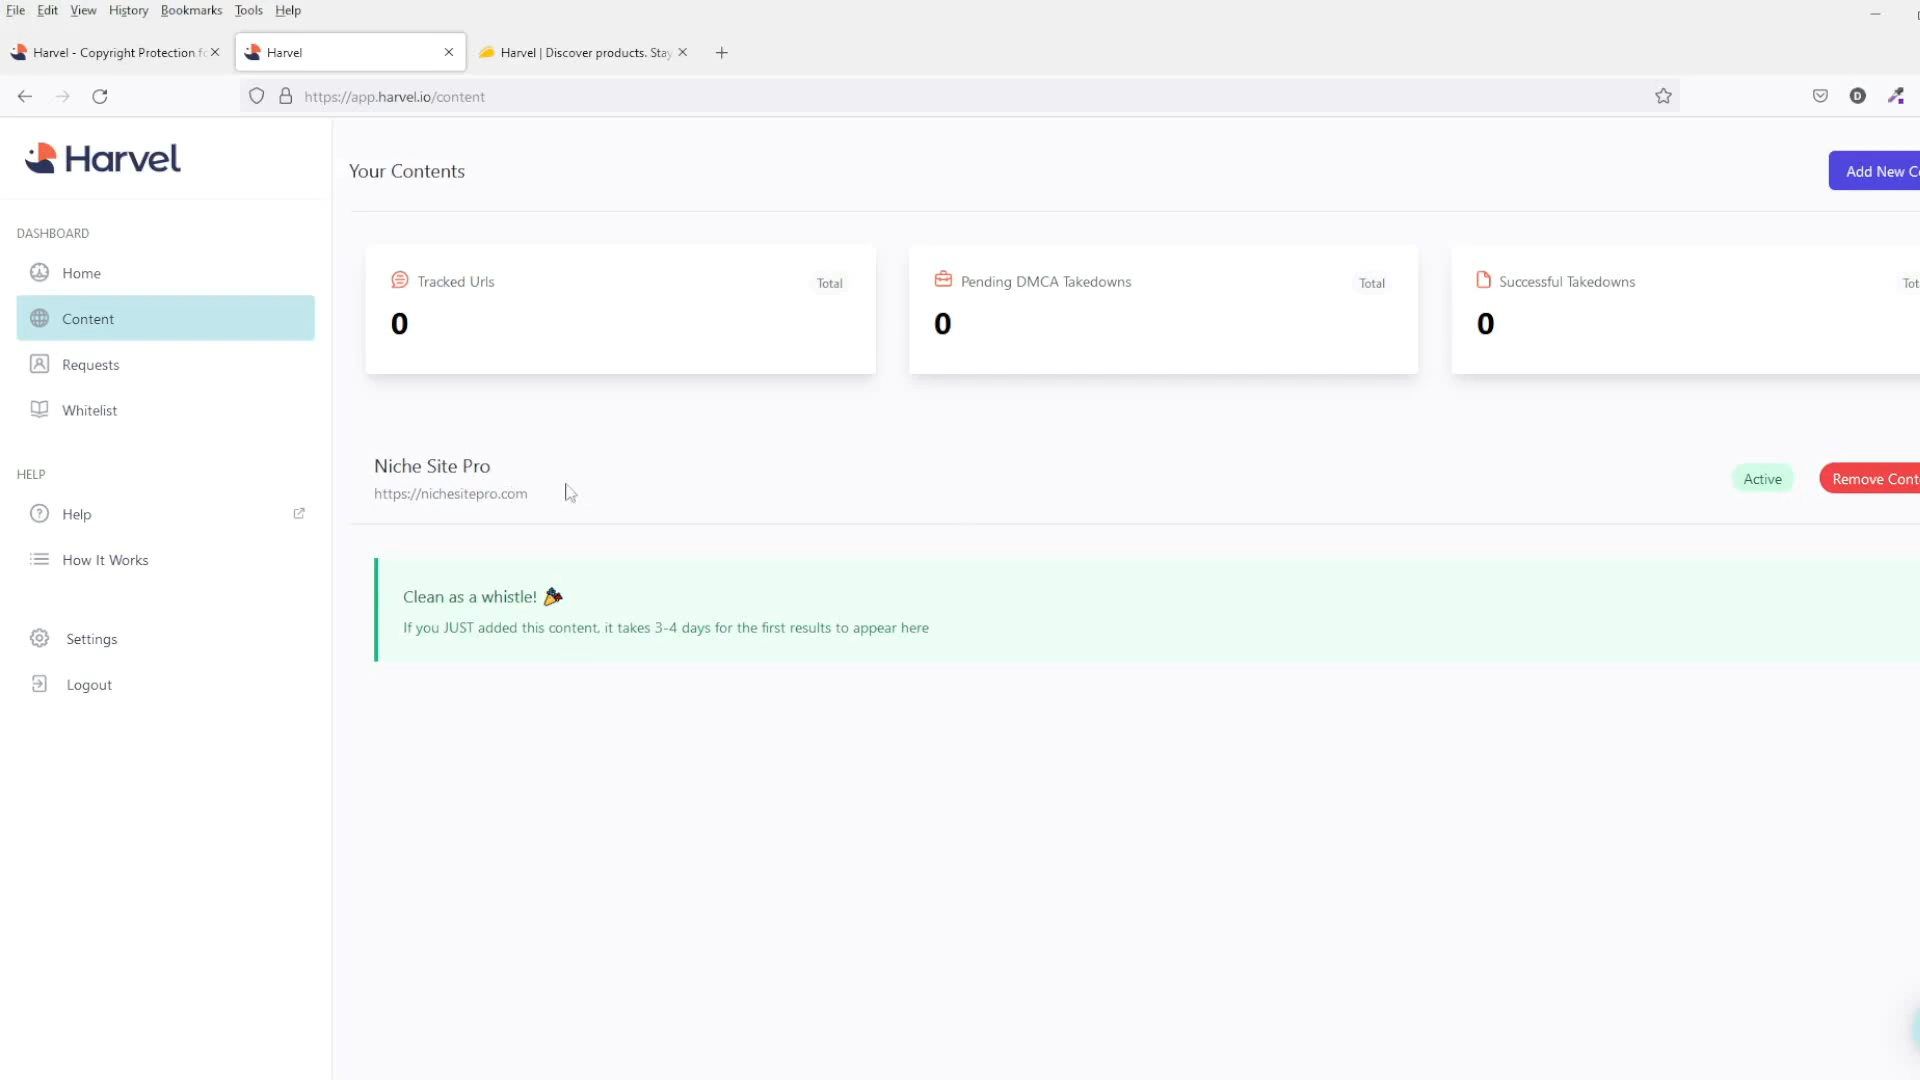 File Edit View History Bookmarks Tools Help
Harvel - Copyright Protection fo
Harvel
Harvel | Discover products. Stay
https://app.harvel.io/content
Harvel
Your Contents
Add New Co
DASHBOARD
Home
Content
Requests
Whitelist
HELP
Help
How It Works
Settings
Logout
Tracked Urls Total
0
Pending DMCA Takedowns Total
0
Successful Takedowns Tot
0
Niche Site Pro
https://nichesitepro.com
Active
Remove Conte
Clean as a whistle! 🎉
If you JUST added this content, it takes 3-4 days for the first results to appear here